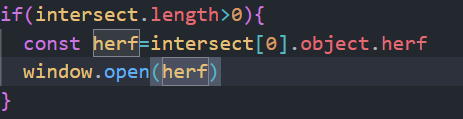 if(intersect.length>0){
const herf=intersect[0].object.herf
window.open(herf)
}